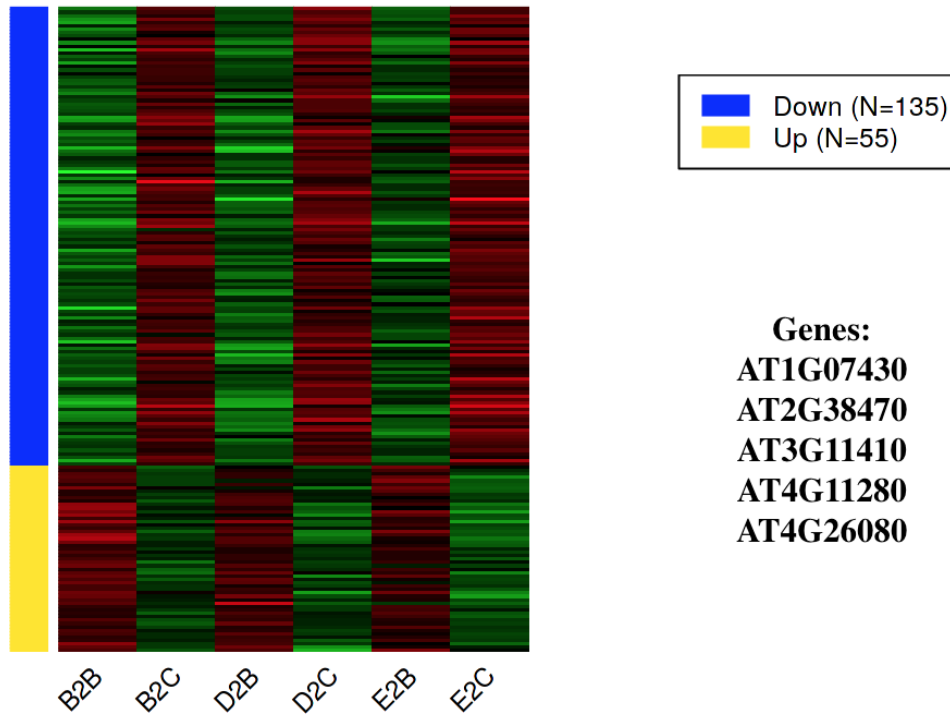 Down (N=135)
Up (N=55)
Genes:
AT1G07430
AT2G38470
AT3G11410
AT4G11280
AT4G26080
B2B
B2C
D2B
D2C
E2B
E2C